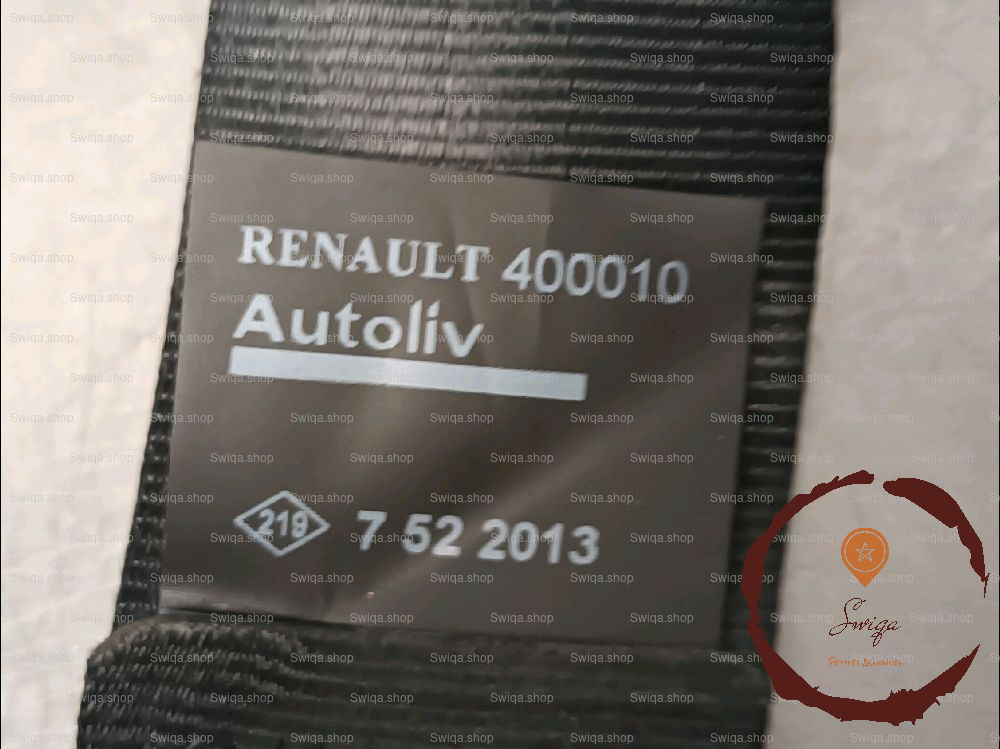 RENAULT 400010
Autoliv
219 7 52 2013
Swiqa
Swiqa.shop